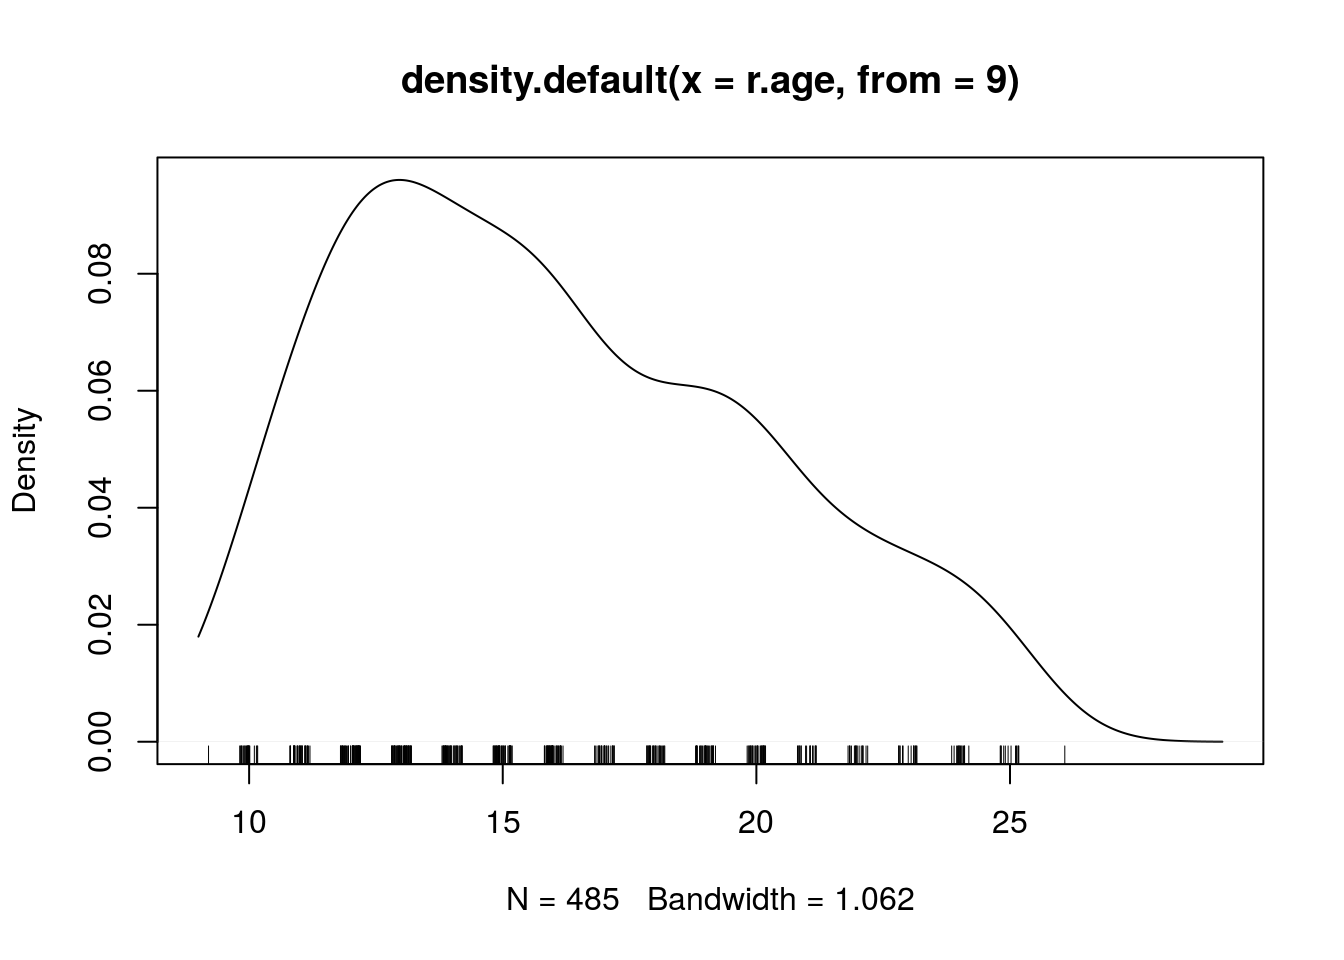 density.default(x = r.age, from = 9)
Density
0.08
0.06
0.04
0.02
0.00
10 15 20 25
N = 485 Bandwidth = 1.062